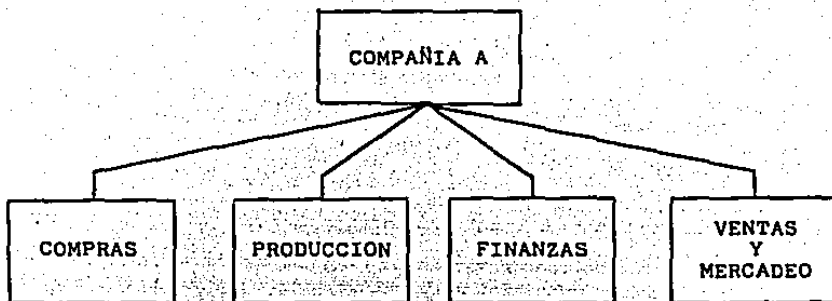 COMPAÑIA A
COMPRAS
PRODUCCION
FINANZAS
VENTAS
Y
MERCADEO